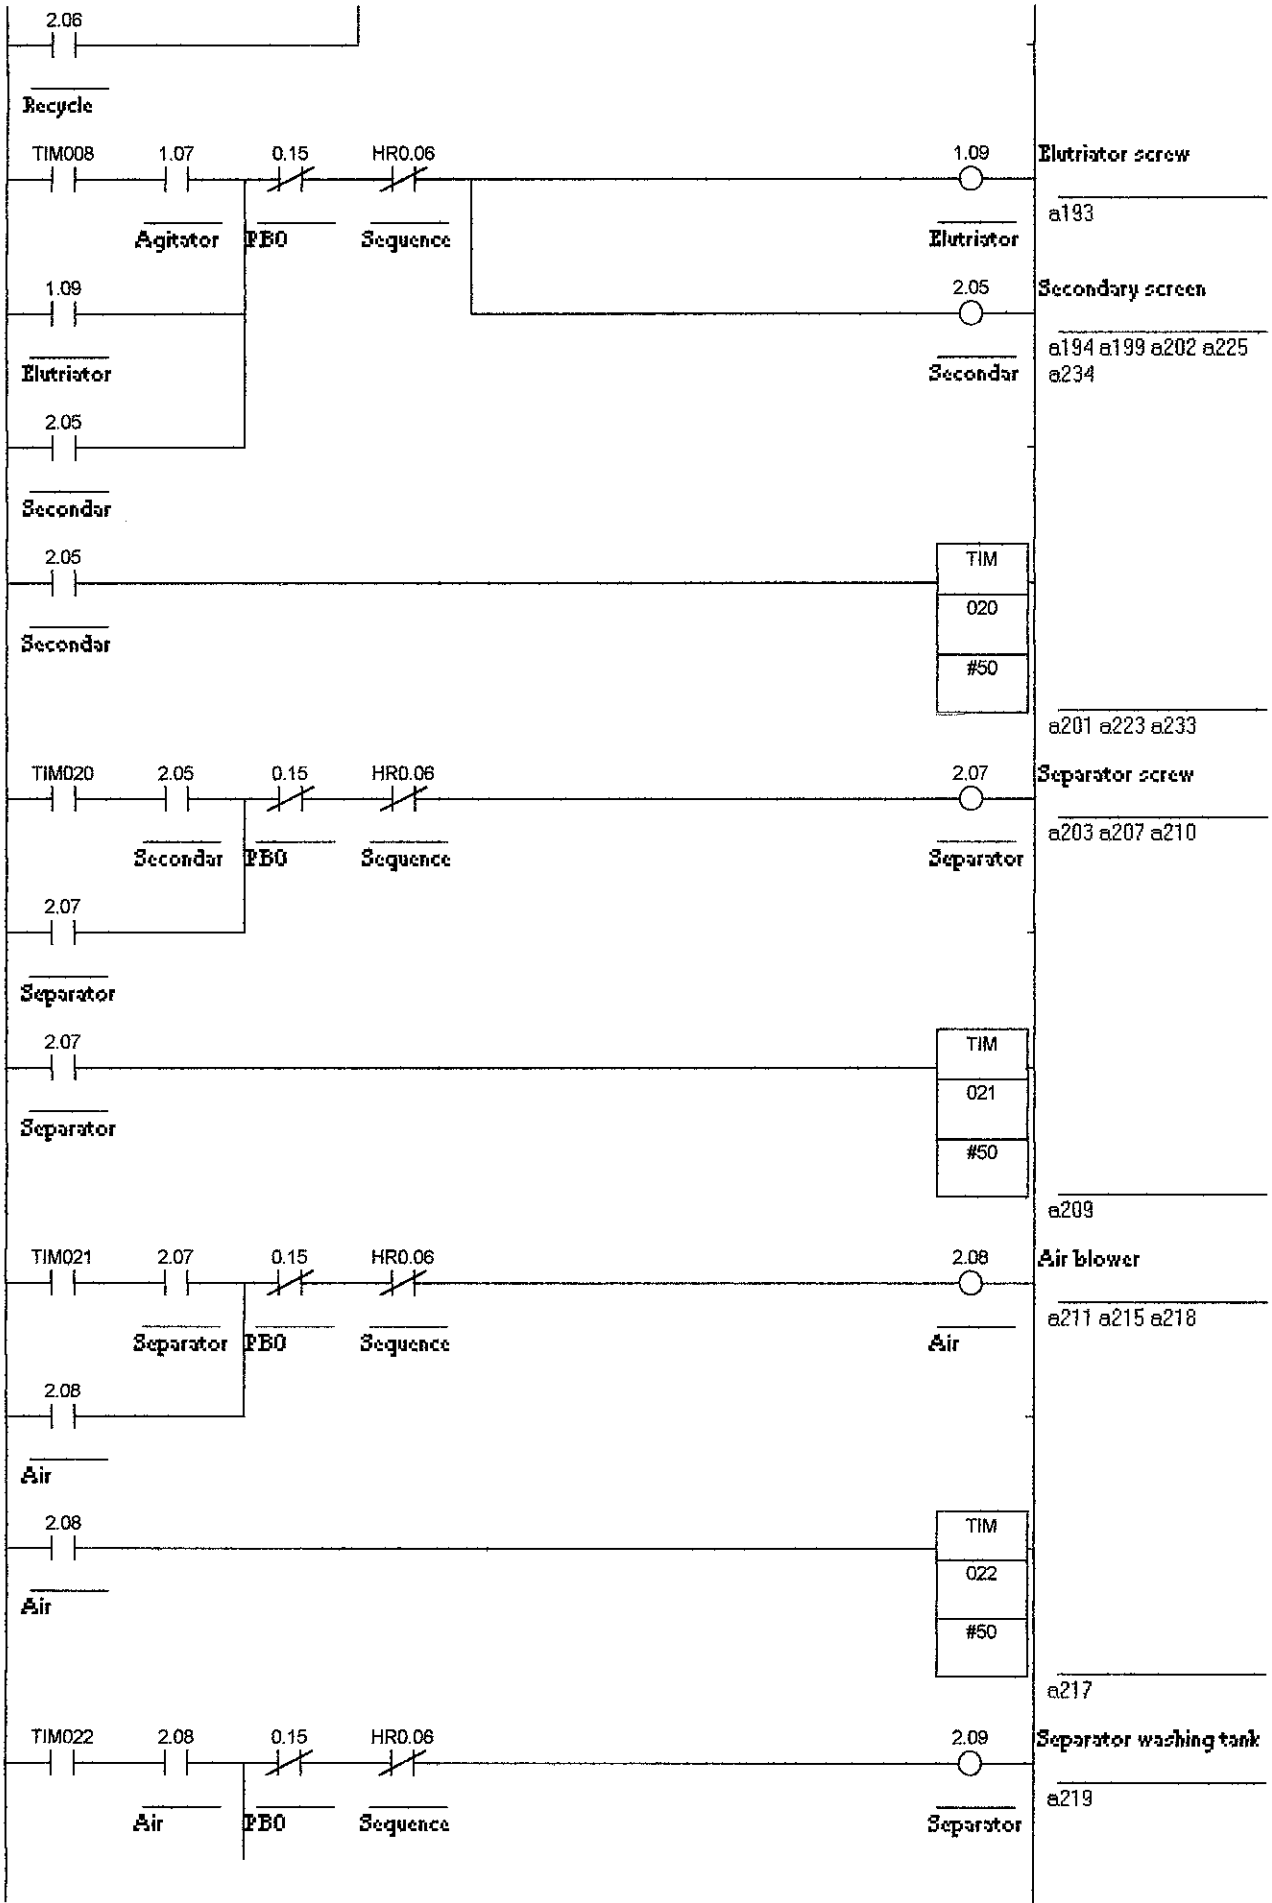 2.06
Recycle
TIM008 1.07 0.15 HR0.06 1.09 Elutriator screw
a193
Agitator PB0 Sequence Elutriator
1.09 2.05 Secondary screen
a194 a199 a202 a225
Elutriator Secondar a234
2.05
Secondar
2.05 TIM
020
Secondar
#50
a201 a223 a233
TIM020 2.05 0.15 HR0.06 2.07 Separator screw
a203 a207 a210
Secondar PB0 Sequence Separator
2.07
Separator
2.07 TIM
021
Separator
#50
a209
TIM021 2.07 0.15 HR0.06 2.08 Air blower
a211 a215 a218
Separator PB0 Sequence Air
2.08
Air
2.08 TIM
022
Air
#50
a217
TIM022 2.08 0.15 HR0.06 2.09 Separator washing tank
a219
Air PB0 Sequence Separator